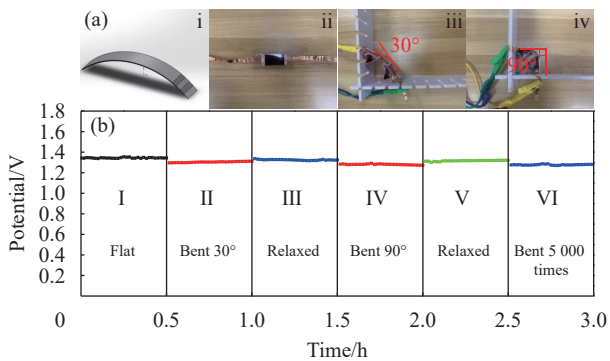 (a)
i
ii
iii
iv
30°
90°
(b)
Potential/V
1.8
1.6
1.4
1.2
1.0
0.8
0.6
0.4
0.2
0
I
II
III
IV
V
VI
Flat
Bent 30°
Relaxed
Bent 90°
Relaxed
Bent 5 000
times
0.5
1.0
1.5
2.0
2.5
3.0
Time/h